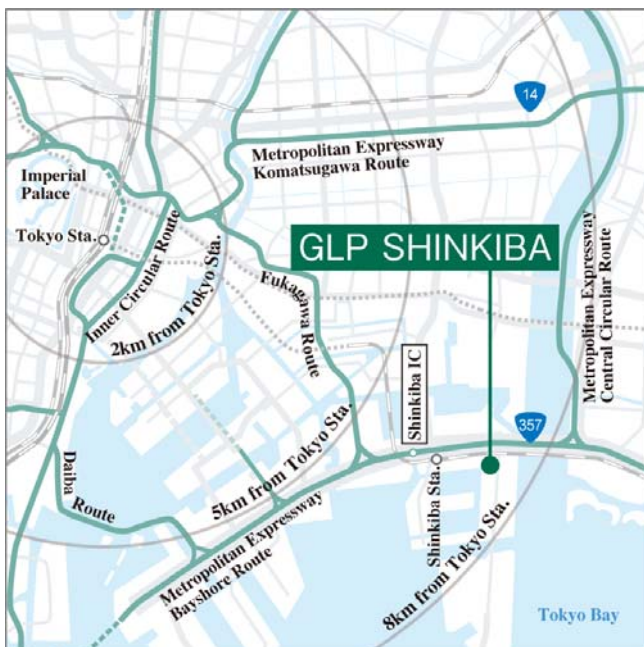 14
Metropolitan Expressway
Komatsugawa Route
Imperial
Palace
Tokyo Sta.
Inner Circular Route
2km from Tokyo Sta.
Fukagawa Route
GLP SHINKIBA
Metropolitan Expressway
Central Circular Route
Shinkiba IC
357
Daiba
Route
5km from Tokyo Sta.
Metropolitan Expressway
Bayshore Route
Shinkiba Sta.
8km from Tokyo Sta.
Tokyo Bay